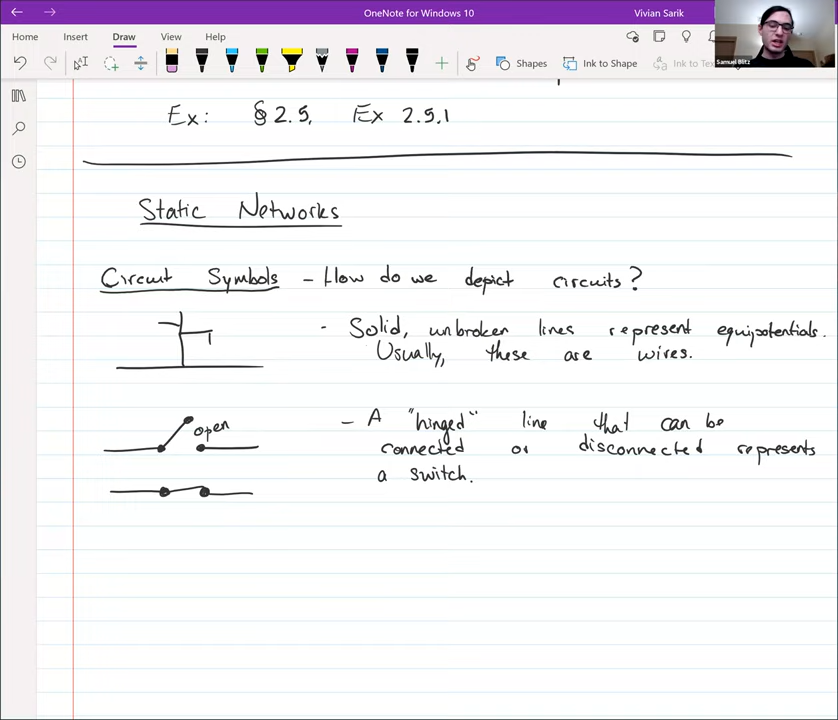 OneNote for Windows 10
Vivian Sarik
Home Insert Draw View Help
Shapes Ink to Shape Ink to
Samuel Blitz
Ex: § 2.5, Ex 2.5.1
Static Networks
Circuit Symbols - How do we depict circuits?
- Solid, unbroken lines represent equipotentials.
Usually, these are wires.
open
- A "hinged" line that can be
connected or disconnected represents
a switch.